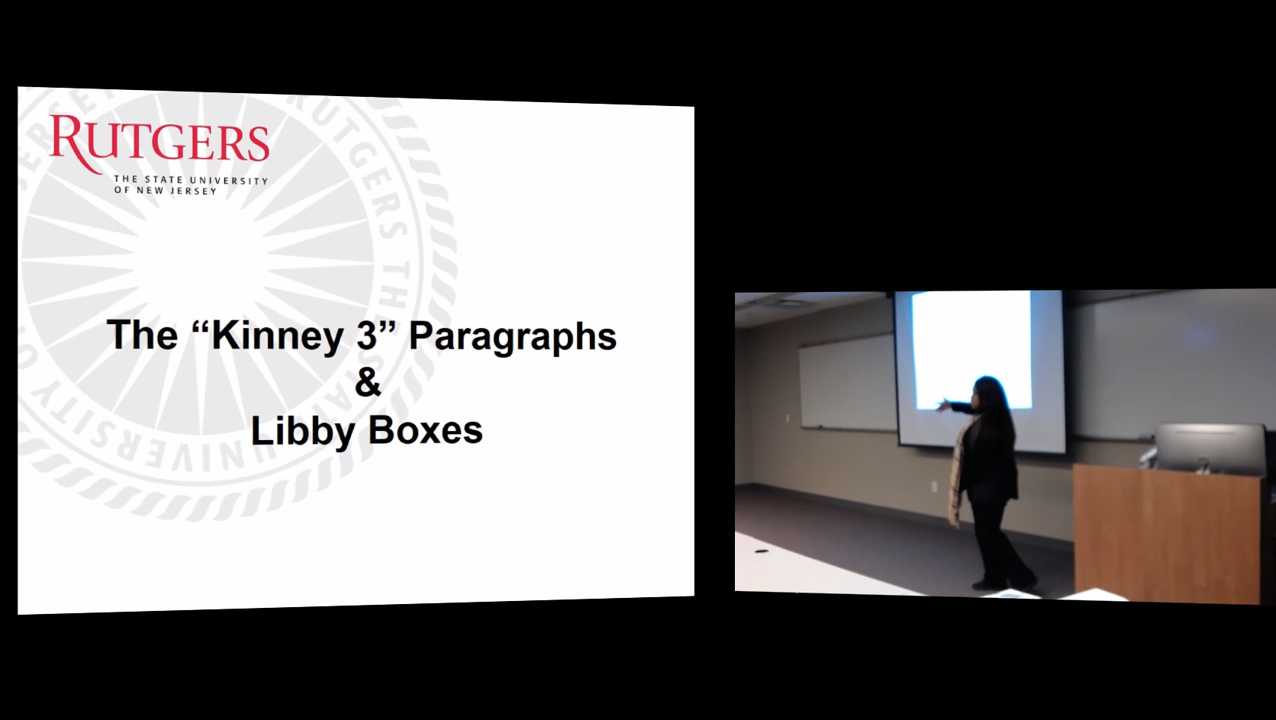 RUTGERS
THE STATE UNIVERSITY
OF NEW JERSEY
The “Kinney 3” Paragraphs
&
Libby Boxes